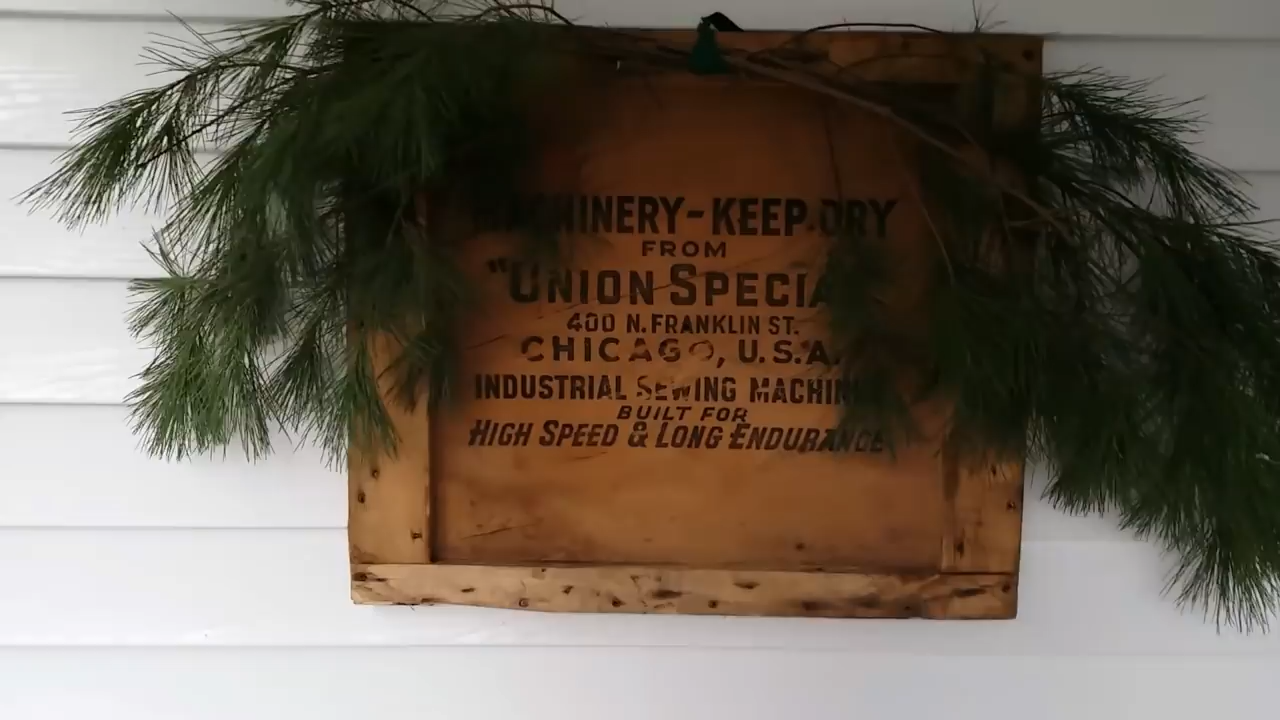 MACHINERY-KEEP DRY
FROM
"UNION SPECIAL
400 N. FRANKLIN ST.
CHICAGO, U.S.A.
INDUSTRIAL SEWING MACHINES
BUILT FOR
HIGH SPEED & LONG ENDURANCE